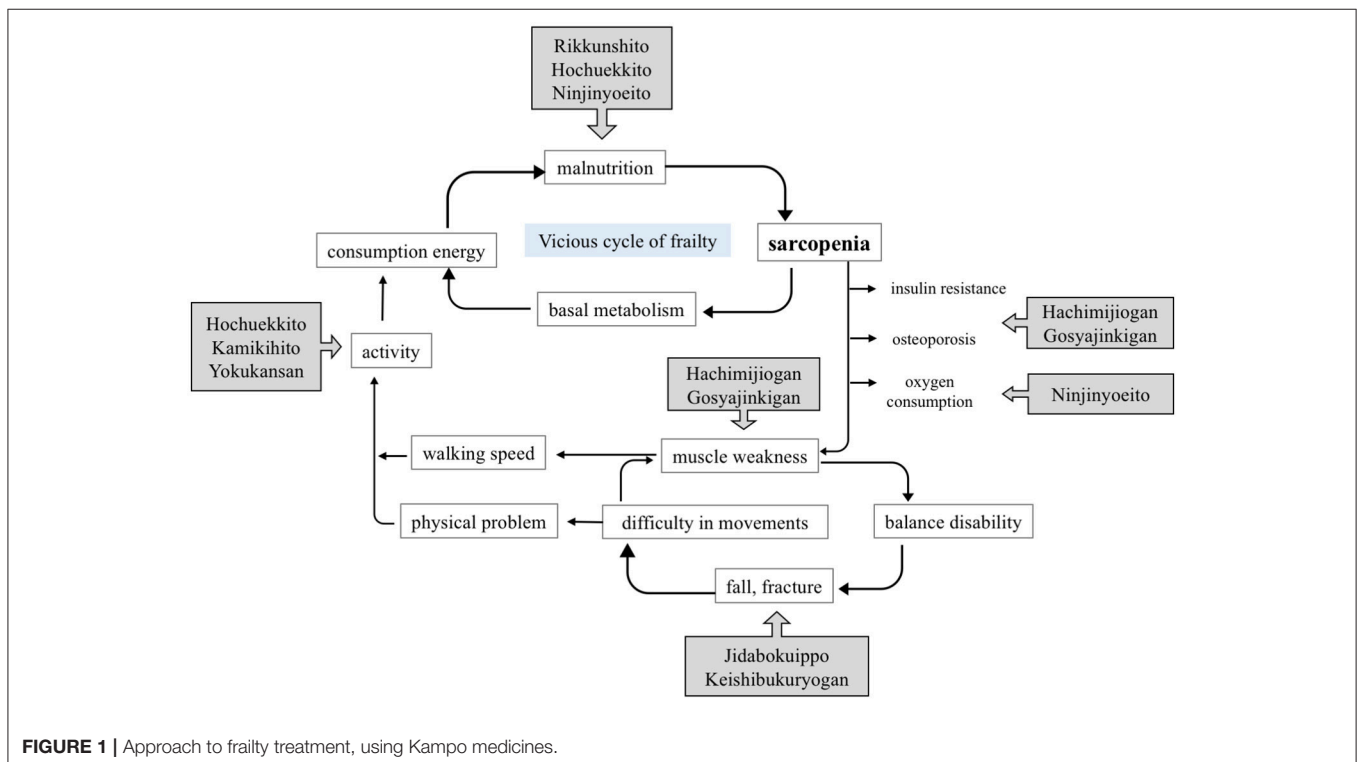 Rikkunshito
Hochuekkito
Ninjinyoeito
malnutrition
consumption energy
Vicious cycle of frailty
sarcopenia
basal metabolism
insulin resistance
Hochuekkito
Kamikihito
Yokukansan
activity
osteoporosis
Hachimijiogan
Gosyajinkigan
Hachimijiogan
Gosyajinkigan
oxygen
consumption
Ninjinyoeito
walking speed
muscle weakness
physical problem
difficulty in movements
balance disability
fall, fracture
Jidabokuippo
Keishibukuryogan
FIGURE 1 | Approach to frailty treatment, using Kampo medicines.